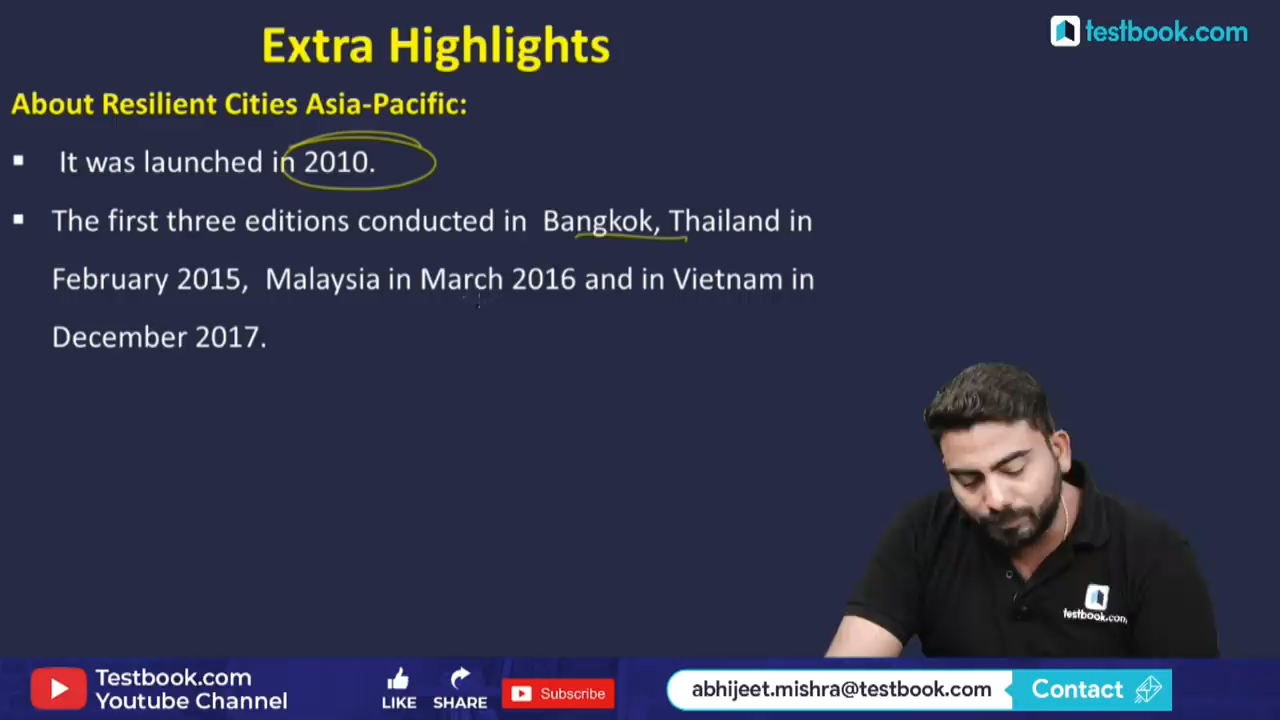 Extra Highlights
testbook.com
About Resilient Cities Asia-Pacific:
▪ It was launched in 2010.
▪ The first three editions conducted in Bangkok, Thailand in
February 2015, Malaysia in March 2016 and in Vietnam in
December 2017.
testbook.com
Testbook.com
Youtube Channel
LIKE
SHARE
Subscribe
abhijeet.mishra@testbook.com
Contact